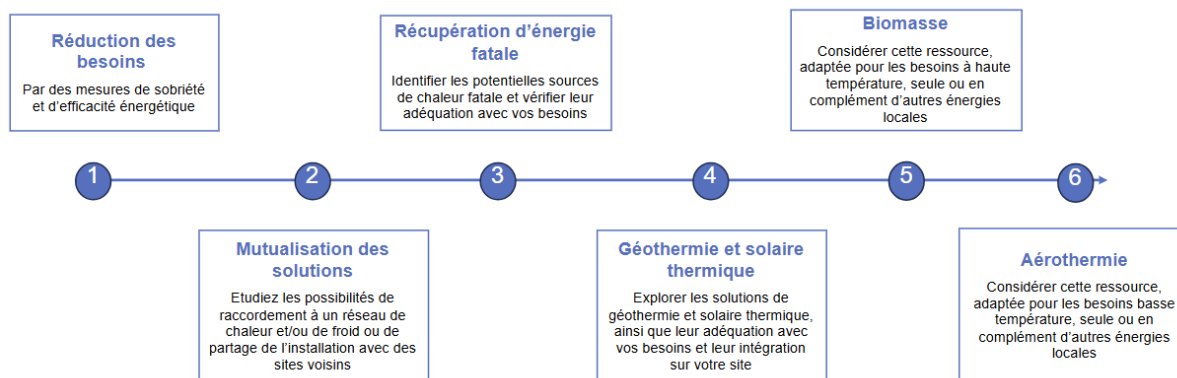 Réduction des
besoins
Par des mesures de sobriété
et d'efficacité énergétique
Récupération d'énergie
fatale
Identifier les potentielles sources
de chaleur fatale et vérifier leur
adéquation avec vos besoins
Biomasse
Considérer cette ressource,
adaptée pour les besoins à haute
température, seule ou en
complément d'autres énergies
locales
1
2
3
4
5
6
Mutualisation des
solutions
Etudiez les possibilités de
raccordement à un réseau de
chaleur et/ou de froid ou de
partage de l'installation avec des
sites voisins
Géothermie et solaire
thermique
Explorer les solutions de
géothermie et solaire thermique,
ainsi que leur adéquation avec
vos besoins et leur intégration
sur votre site
Aérothermie
Considérer cette ressource,
adaptée pour les besoins basse
température, seule ou en
complément d'autres énergies
locales